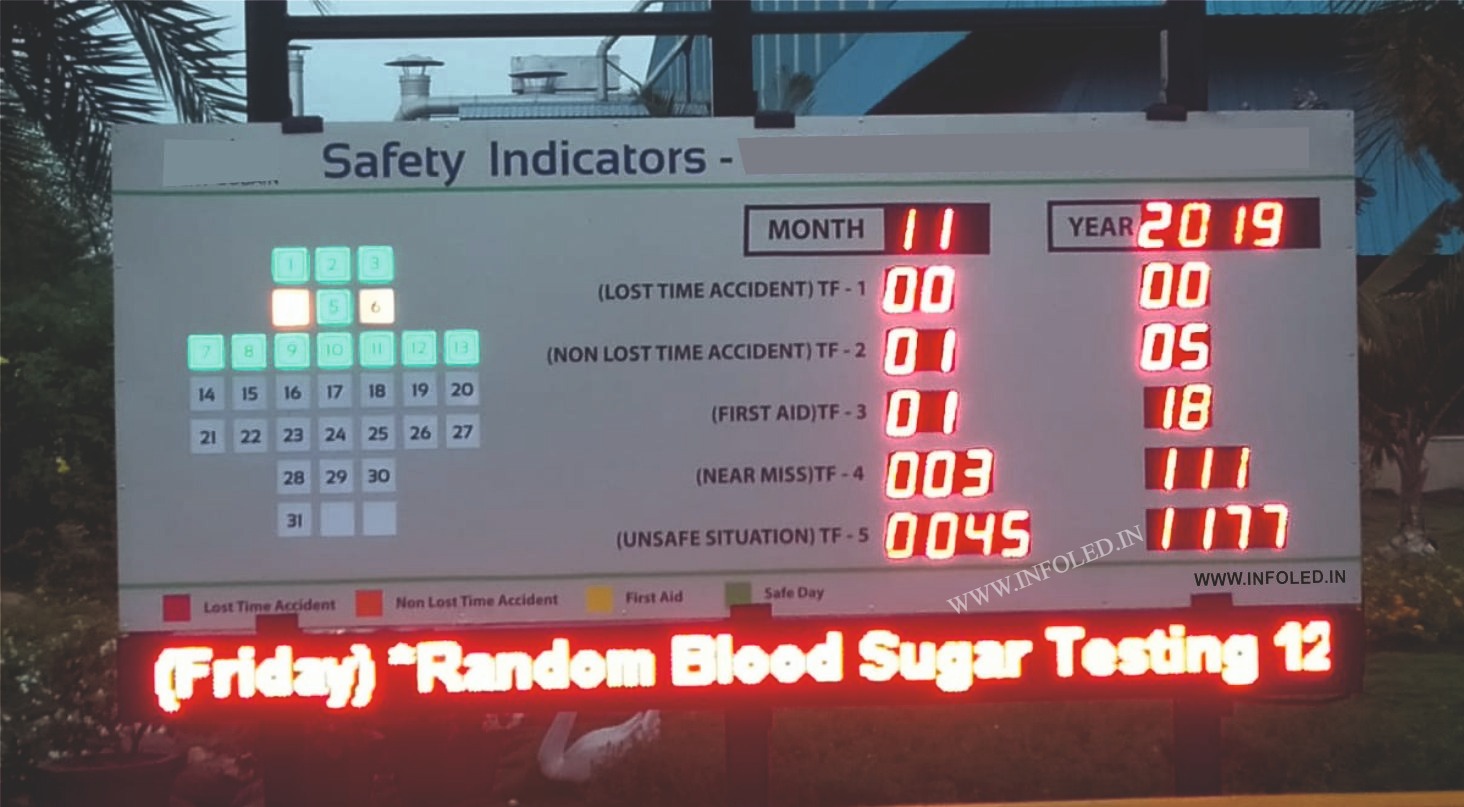 Safety Indicators -
MONTH 11 YEAR 2019
1 2 3
5 6
7 8 9 10 11 12 13
14 15 16 17 18 19 20
21 22 23 24 25 26 27
28 29 30
31
(LOST TIME ACCIDENT) TF - 1 00 00
(NON LOST TIME ACCIDENT) TF - 2 01 05
(FIRST AID)TF - 3 01 18
(NEAR MISS)TF - 4 003 111
(UNSAFE SITUATION) TF - 5 0045 1177
WWW.INFOLED.IN
WWW.INFOLED.IN
Lost Time Accident Non Lost Time Accident First Aid Safe Day
(Friday) *Random Blood Sugar Testing 12